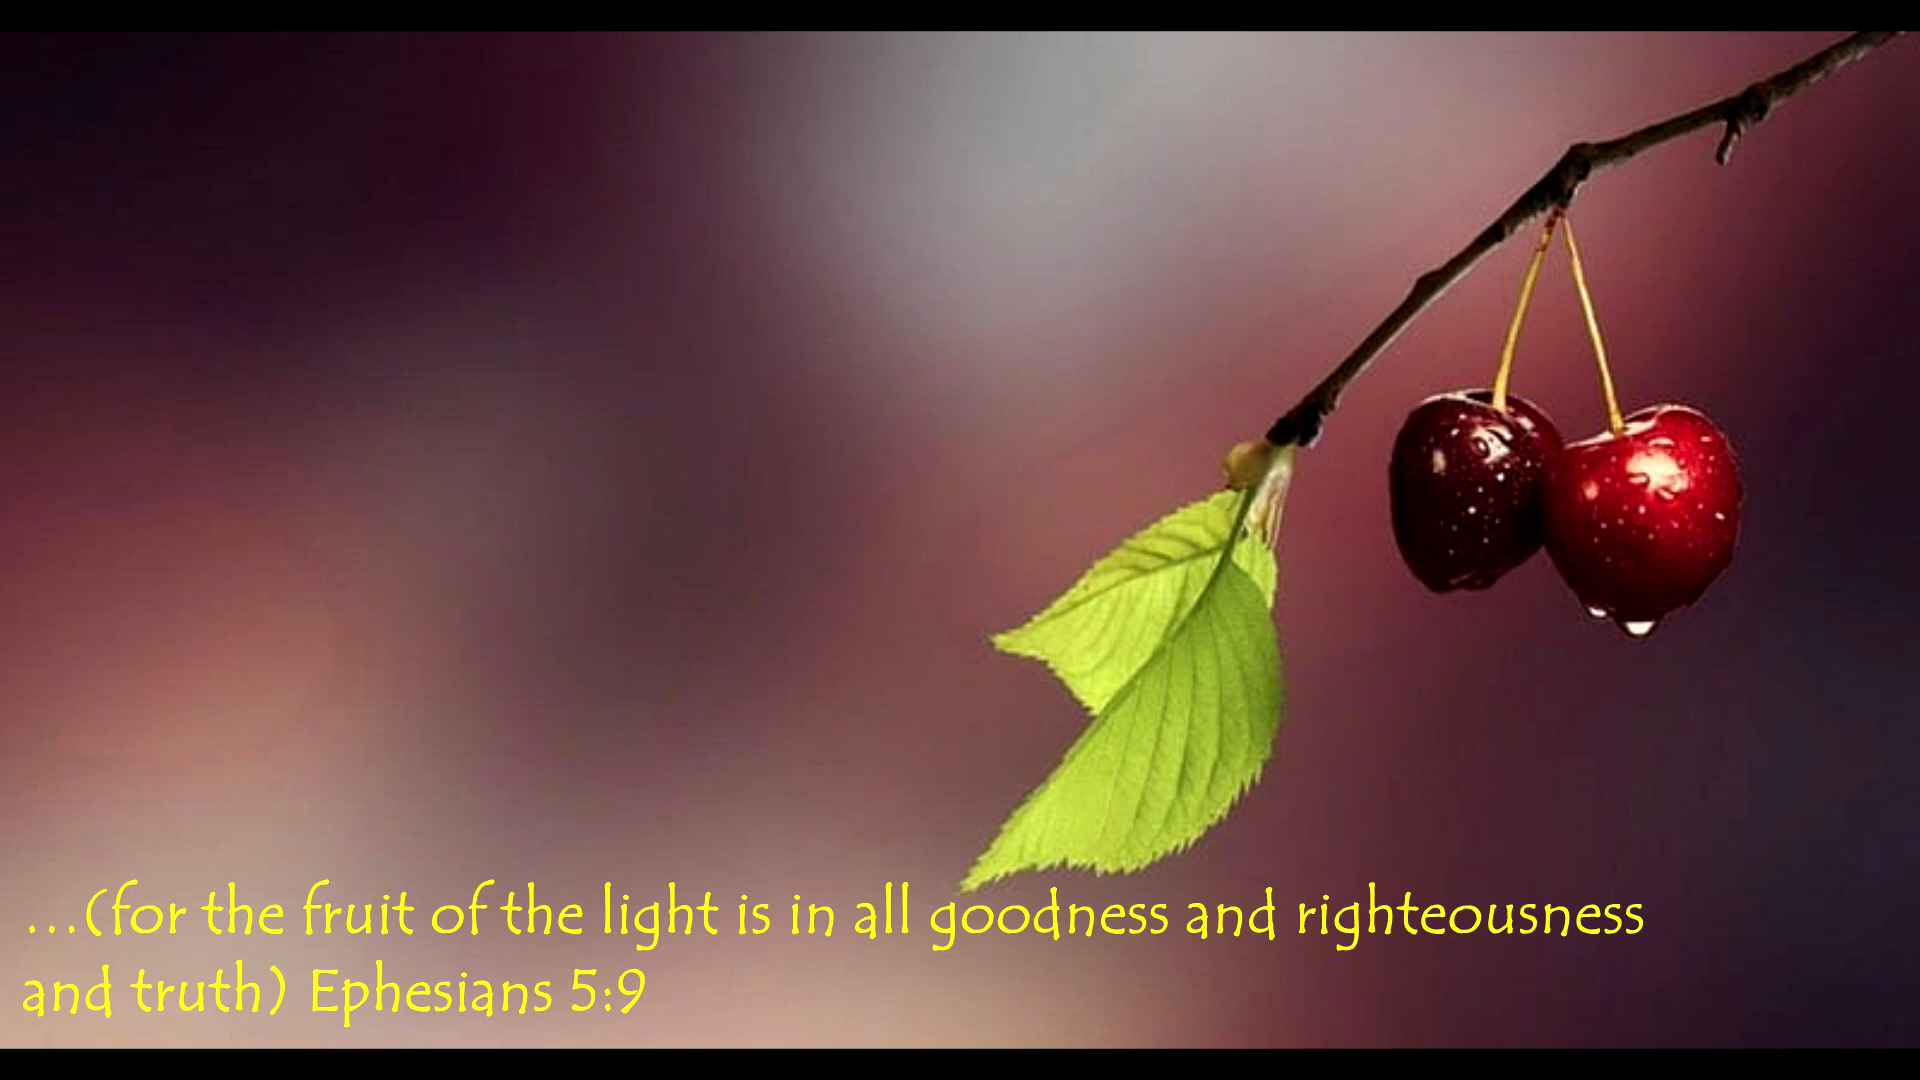 ...(for the fruit of the light is in all goodness and righteousness
and truth) Ephesians 5:9